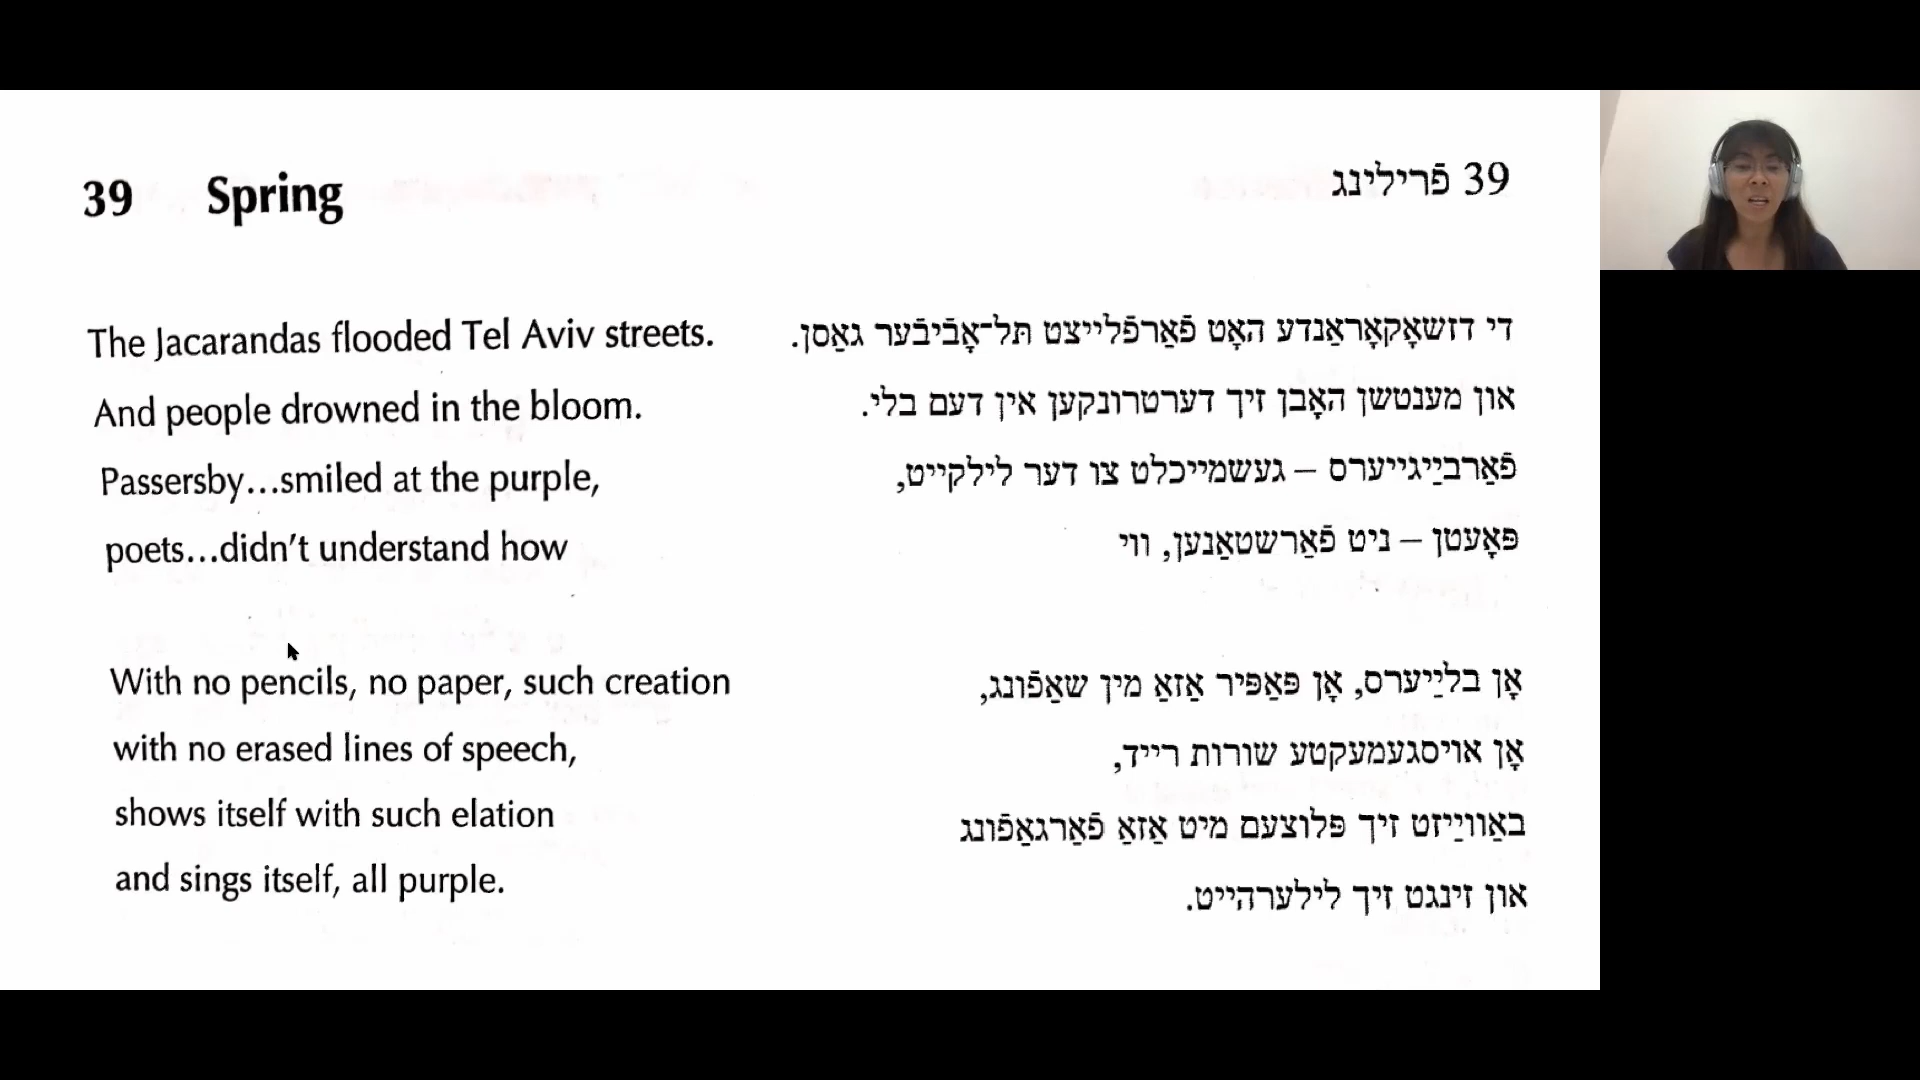 39 Spring
The Jacarandas flooded Tel Aviv streets.
And people drowned in the bloom.
Passersby...smiled at the purple,
poets...didn't understand how
With no pencils, no paper, such creation
with no erased lines of speech,
shows itself with such elation
and sings itself, all purple.
39 פֿרילינג
די דזשאָקאָראַנדע האָט פֿאַרפֿלייצט תּל־אָבֿיבֿער גאַסן.
און מענטשן האָבן זיך דערטרונקען אין דעם בלי.
פֿאַרבײַגייערס – געשמייכלט צו דער לילקייט,
פּאָעטן – ניט פֿאַרשטאַנען, ווי
אָן בלײַערס, אָן פּאַפּיר אַזאַ מין שאַפֿונג,
אָן אויסגעמעקטע שורות רייד,
באַווײַזט זיך פּלוצעם מיט אַזאַ פֿאַרגאַפֿונג
און זינגט זיך לילערהייט.